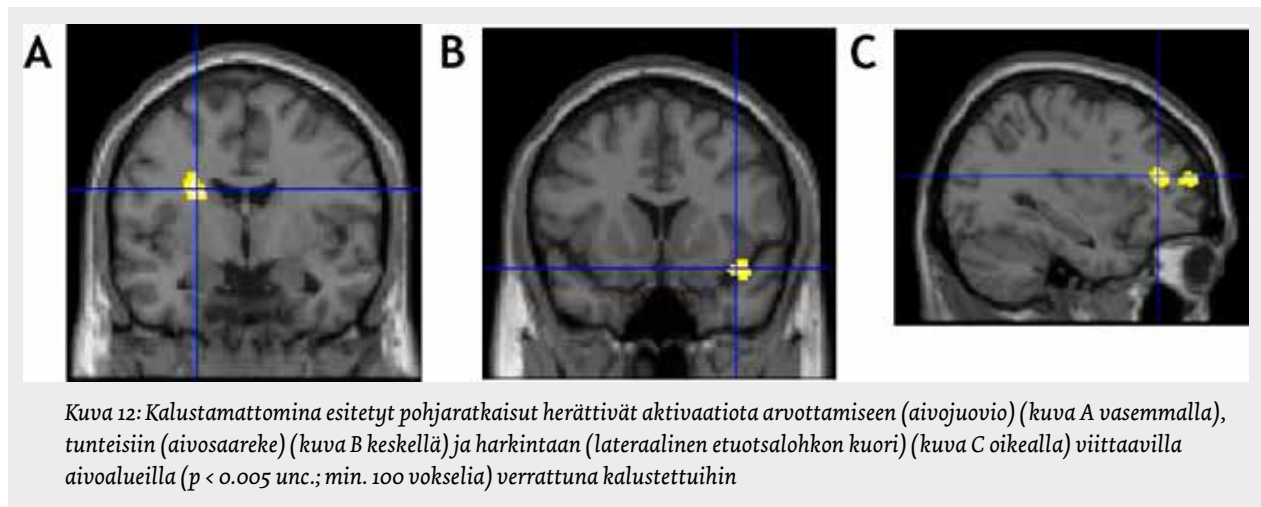 A B C
Kuva 12: Kalustamattomina esitetyt pohjaratkaisut herättivät aktivaatiota arvottamiseen (aivojuovio) (kuva A vasemmalla),
tunteisiin (aivosaareke) (kuva B keskellä) ja harkintaan (lateraalinen etuotsalohkon kuori) (kuva C oikealla) viittaavilla
aivoalueilla (p < 0.005 unc.; min. 100 vokselia) verrattuna kalustettuihin